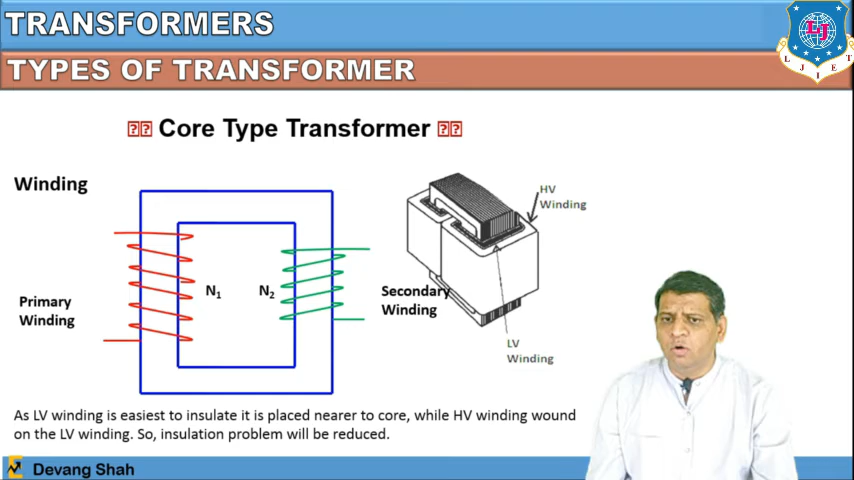 TRANSFORMERS
TYPES OF TRANSFORMER
L J I E T
LJ
Core Type Transformer
Winding
HV
Winding
N1
N2
Primary
Winding
Secondary
Winding
LV
Winding
As LV winding is easiest to insulate it is placed nearer to core, while HV winding wound
on the LV winding. So, insulation problem will be reduced.
Devang Shah